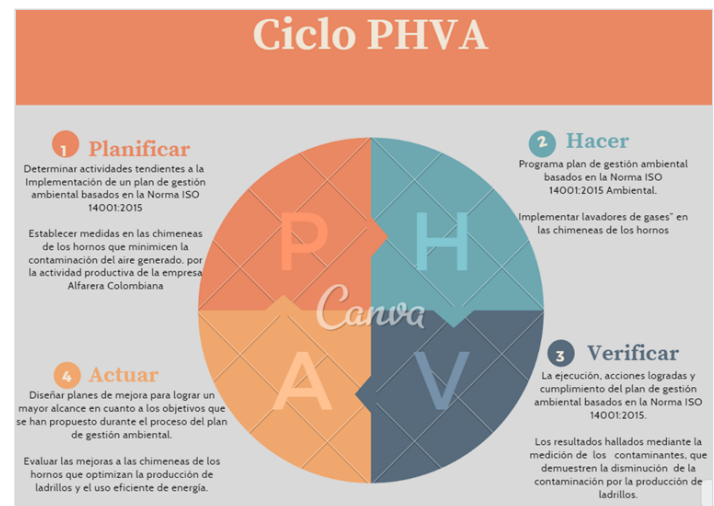 Ciclo PHVA
1 Planificar
Determinar actividades tendientes a la
Implementación de un plan de gestión
ambiental basados en la Norma ISO
14001:2015
Establecer medidas en las chimeneas
de los hornos que minimicen la
contaminación del aire generado, por
la actividad productiva de la empresa
Alfarera Colombiana
2 Hacer
Programa plan de gestión ambiental
basados en la Norma ISO
14001:2015 Ambiental.
Implementar lavadores de gases" en
las chimeneas de los hornos
P H
Canva
A V
3 Verificar
La ejecución, acciones logradas y
cumplimiento del plan de gestión
ambiental basados en la Norma ISO
14001:2015.
Los resultados hallados mediante la
medición de los contaminantes, que
demuestren la disminución de la
contaminación por la producción de
ladrillos.
4 Actuar
Diseñar planes de mejora para lograr un
mayor alcance en cuanto a los objetivos que
se han propuesto durante el proceso del plan
de gestión ambiental.
Evaluar las mejoras a las chimeneas de los
hornos que optimizan la producción de
ladrillos y el uso eficiente de energía.